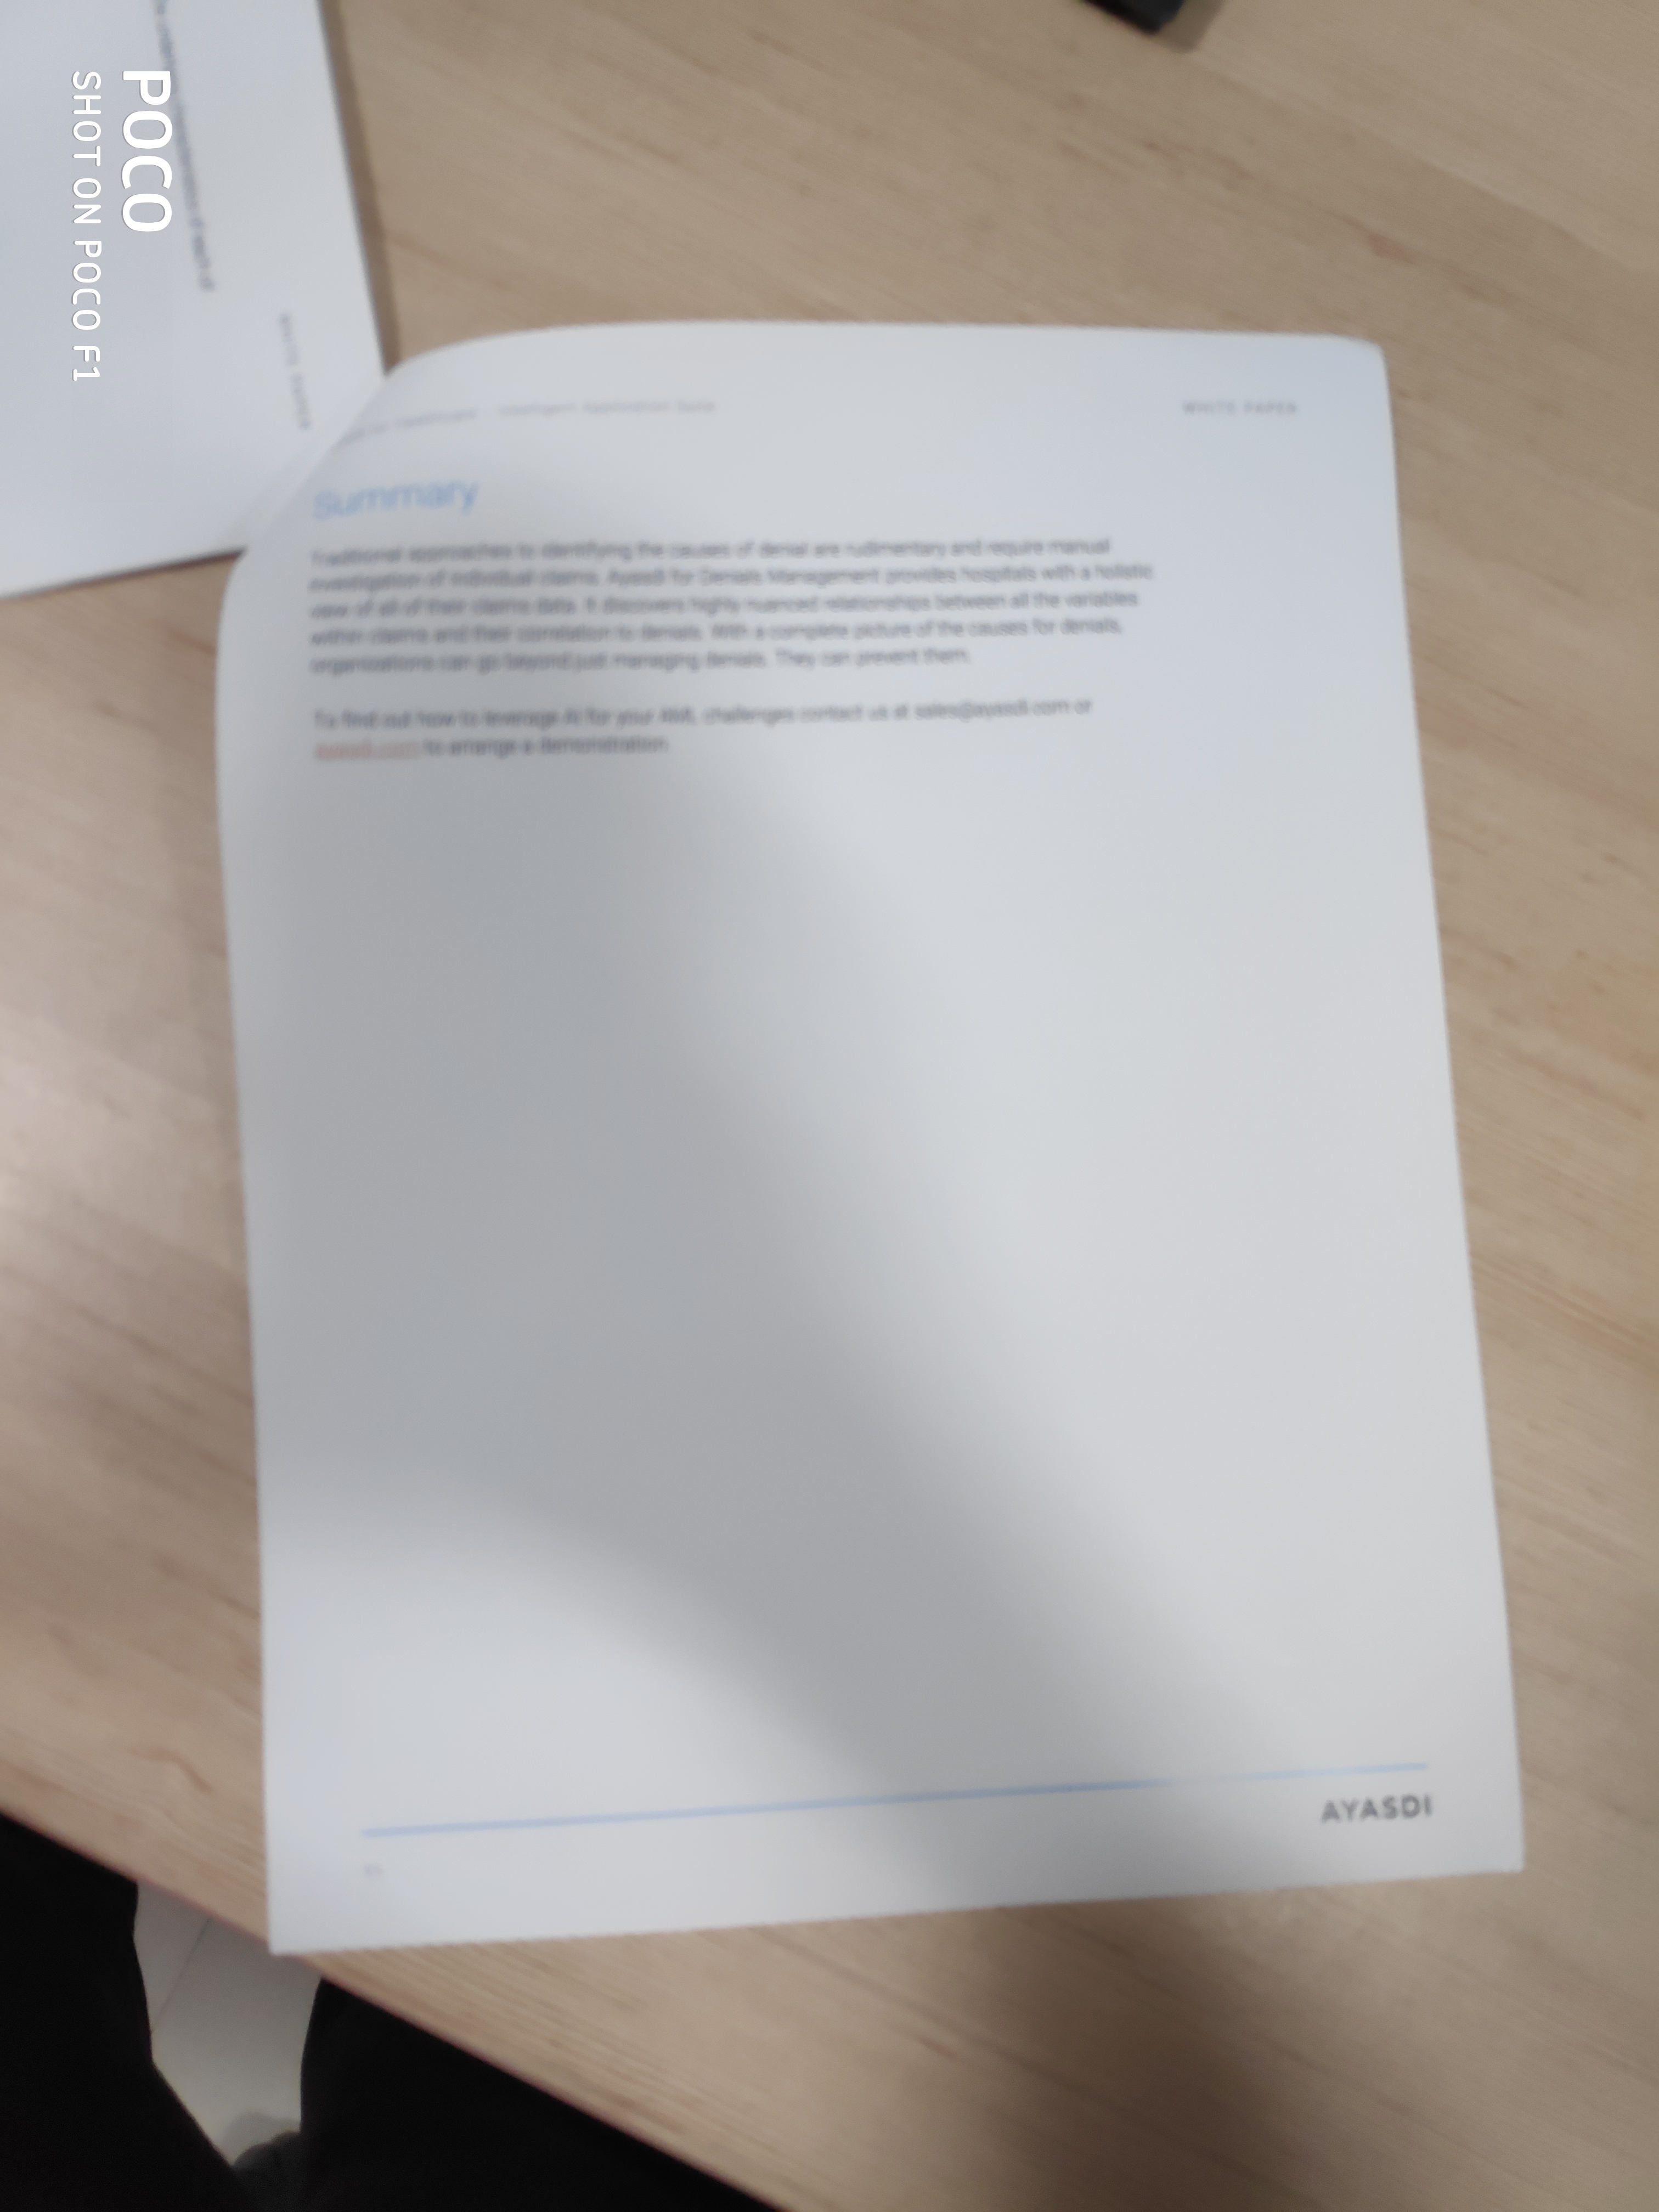 POCO
SHOT ON POCO F1
WHITE PAPER
Intelligent Application Suite
WHITE PAPER
Summary
Traditional approaches to identifying the causes of denial are rudimentary and require manual
investigation of individual claims. Ayasdi for Denials Management provides hospitals with a holistic
view of all of their claims data. It discovers highly nuanced relationships between all the variables
within claims and their correlation to denials. With a complete picture of the causes for denials,
organizations can go beyond just managing denials. They can prevent them.
To find out how to leverage AI for your challenges contact us at sales@ayasdi.com or
Ayasdi.com to arrange a demonstration.
AYASDI